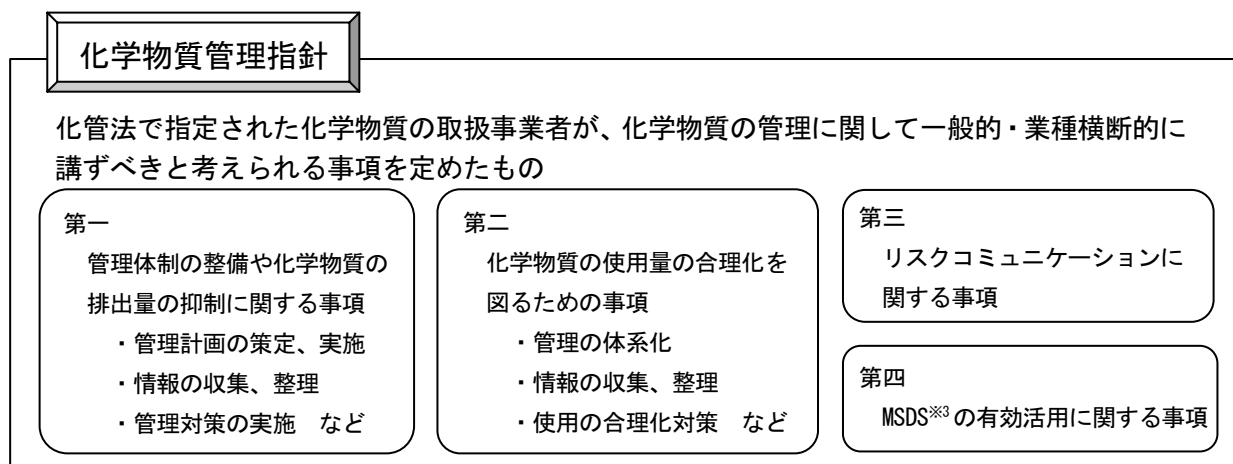 化学物質管理指針
化管法で指定された化学物質の取扱事業者が、化学物質の管理に関して一般的・業種横断的に
講ずべきと考えられる事項を定めたもの
第一
管理体制の整備や化学物質の
排出量の抑制に関する事項
・管理計画の策定、実施
・情報の収集、整理
・管理対策の実施　など
第二
化学物質の使用量の合理化を
図るための事項
・管理の体系化
・情報の収集、整理
・使用の合理化対策　など
第三
リスクコミュニケーションに
関する事項
第四
MSDS※3の有効活用に関する事項